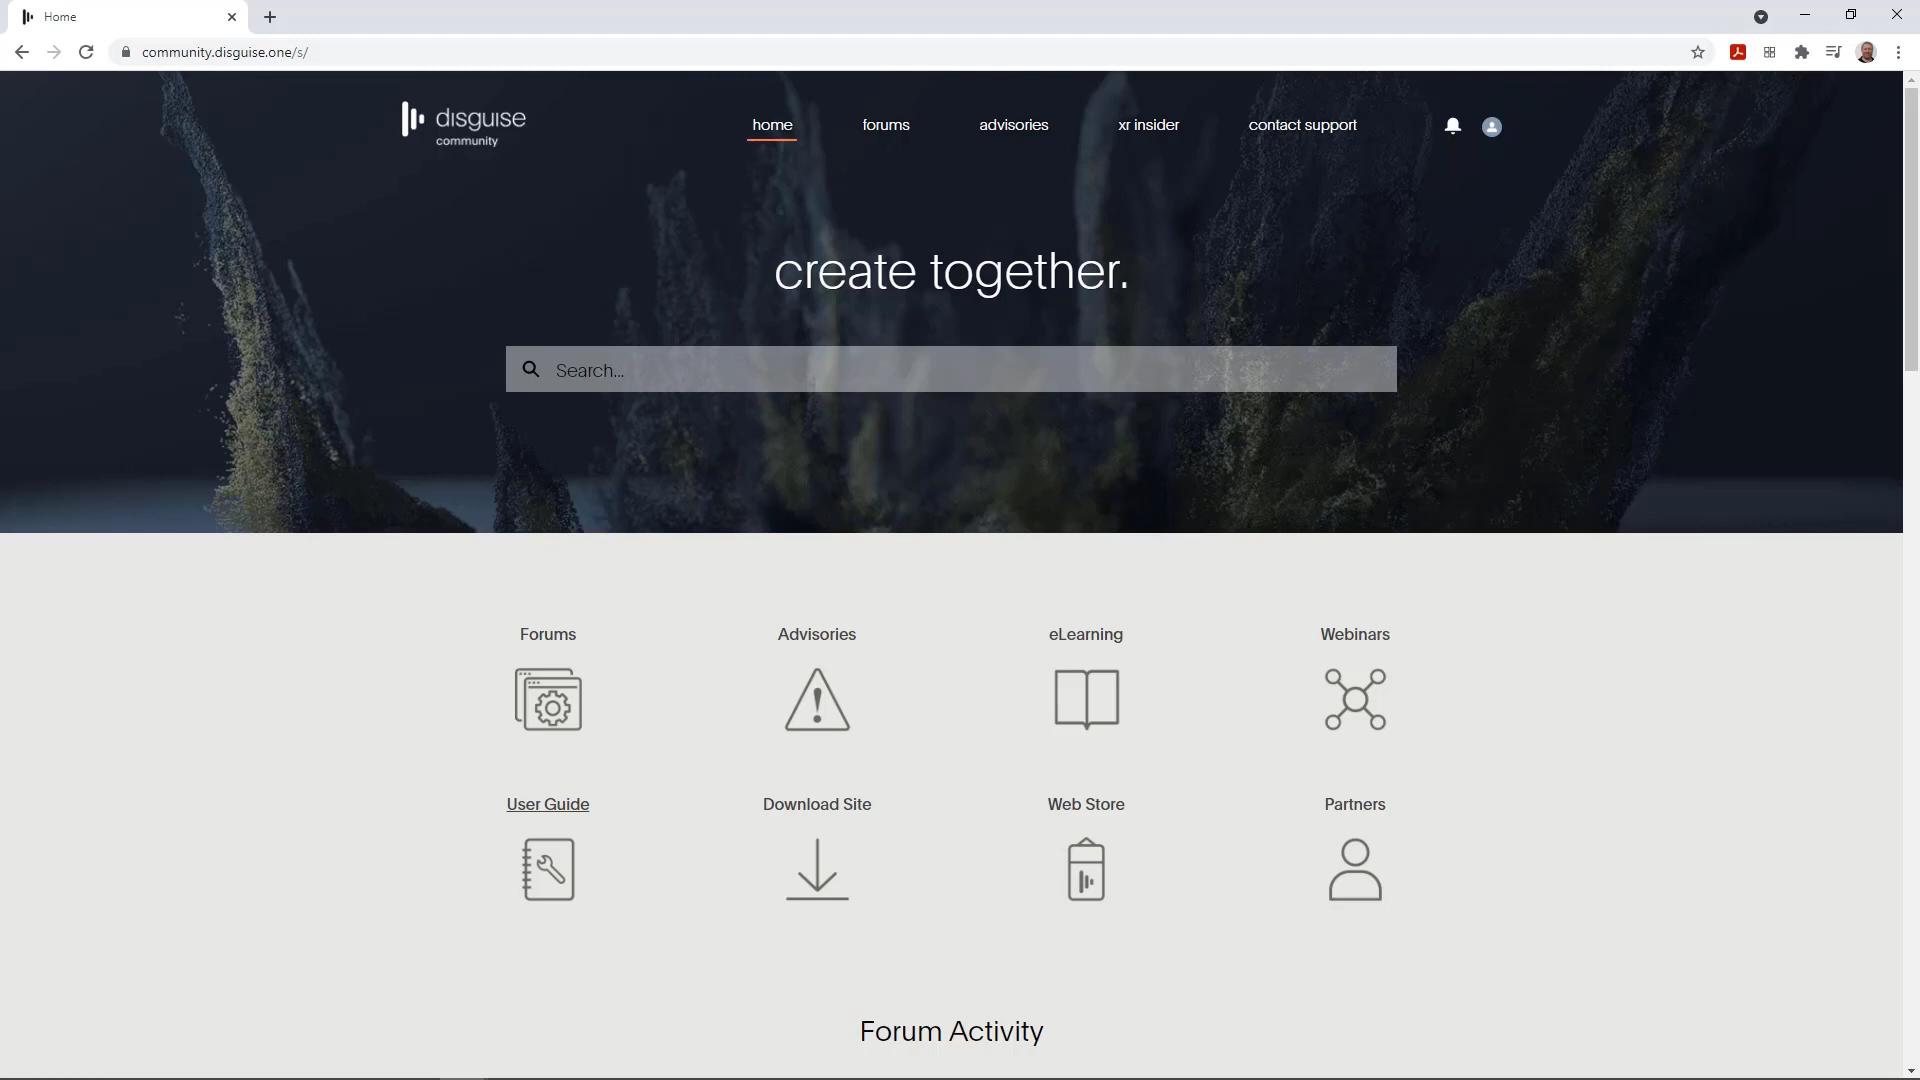 Home
community.disguise.one/s/
disguise
community
home
forums
advisories
xr insider
contact support
create together.
Search...
Forums
Advisories
eLearning
Webinars
User Guide
Download Site
Web Store
Partners
Forum Activity